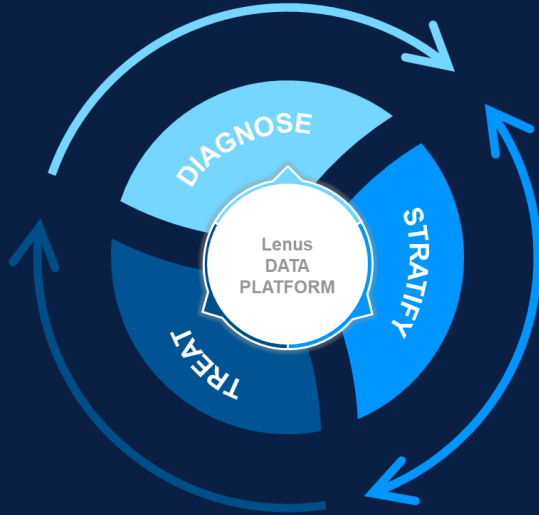 DIAGNOSE
STRATIFY
TREAT
Lenus
DATA
PLATFORM